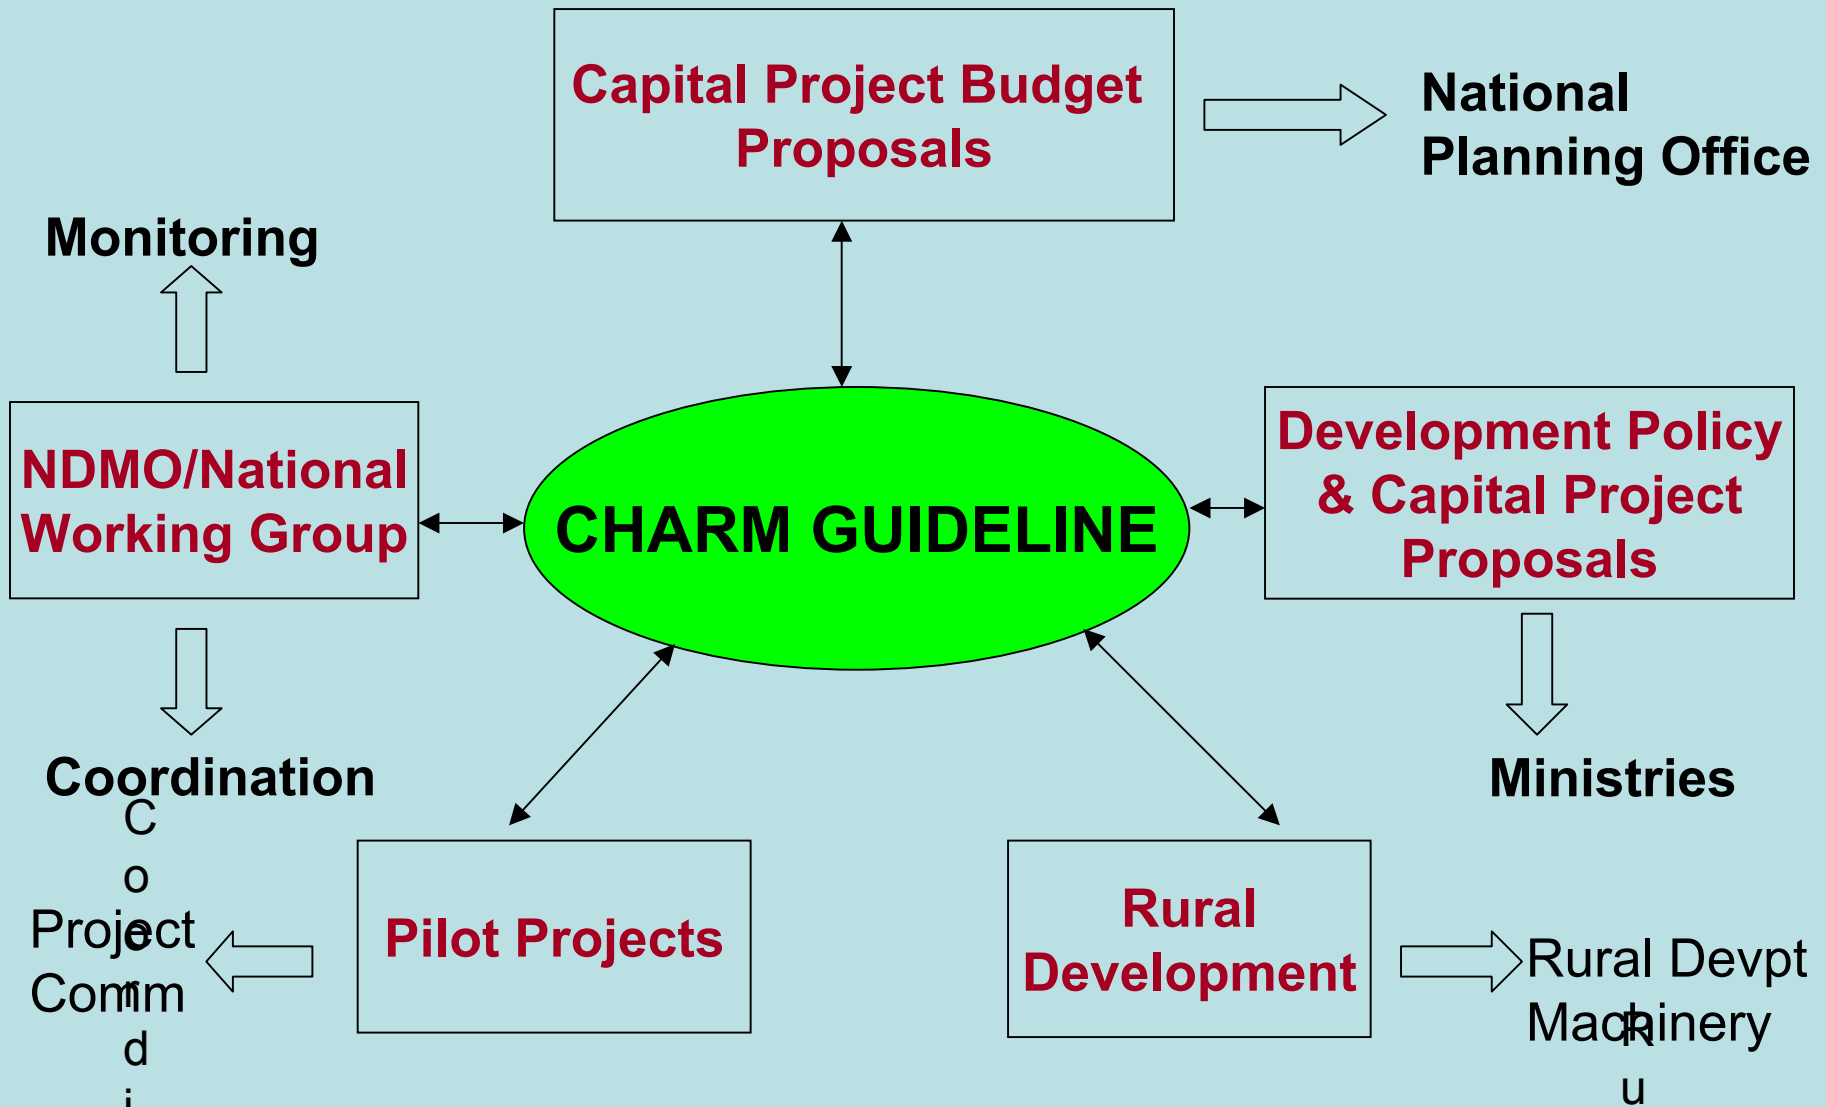 Capital Project Budget
Proposals
National
Planning Office
Monitoring
NDMO/National
Working Group
CHARM GUIDELINE
Development Policy
& Capital Project
Proposals
Coordination
Ministries
C
o
o
r
d
i
Project
Comm
Pilot Projects
Rural
Development
Rural Devpt
Machinery
R
u